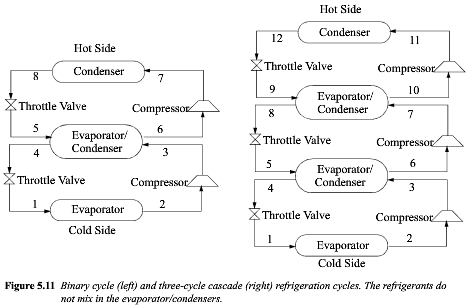 Hot Side
Condenser
8
7
Throttle Valve
Compressor
5
6
Evaporator/
Condenser
4
3
Throttle Valve
Compressor
1
2
Evaporator
Cold Side
Hot Side
12
11
Condenser
Throttle Valve
Compressor
9
10
Evaporator/
Condenser
8
7
Throttle Valve
Compressor
5
6
Evaporator/
Condenser
4
3
Throttle Valve
Compressor
1
2
Evaporator
Cold Side
Figure 5.11 Binary cycle (left) and three-cycle cascade (right) refrigeration cycles. The refrigerants do
not mix in the evaporator/condensers.